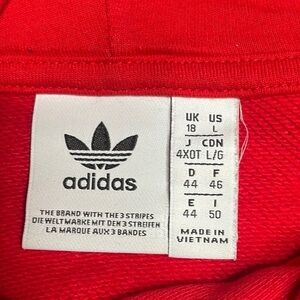 adidas
THE BRAND WITH THE 3 STRIPES
DIE WELTMARKE MIT DEN 3 STREIFEN
LA MARQUE AUX 3 BANDES
UK US
18 L
J CDN
4XOT L/G
D F
44 46
E I
44 50
MADE IN
VIETNAM